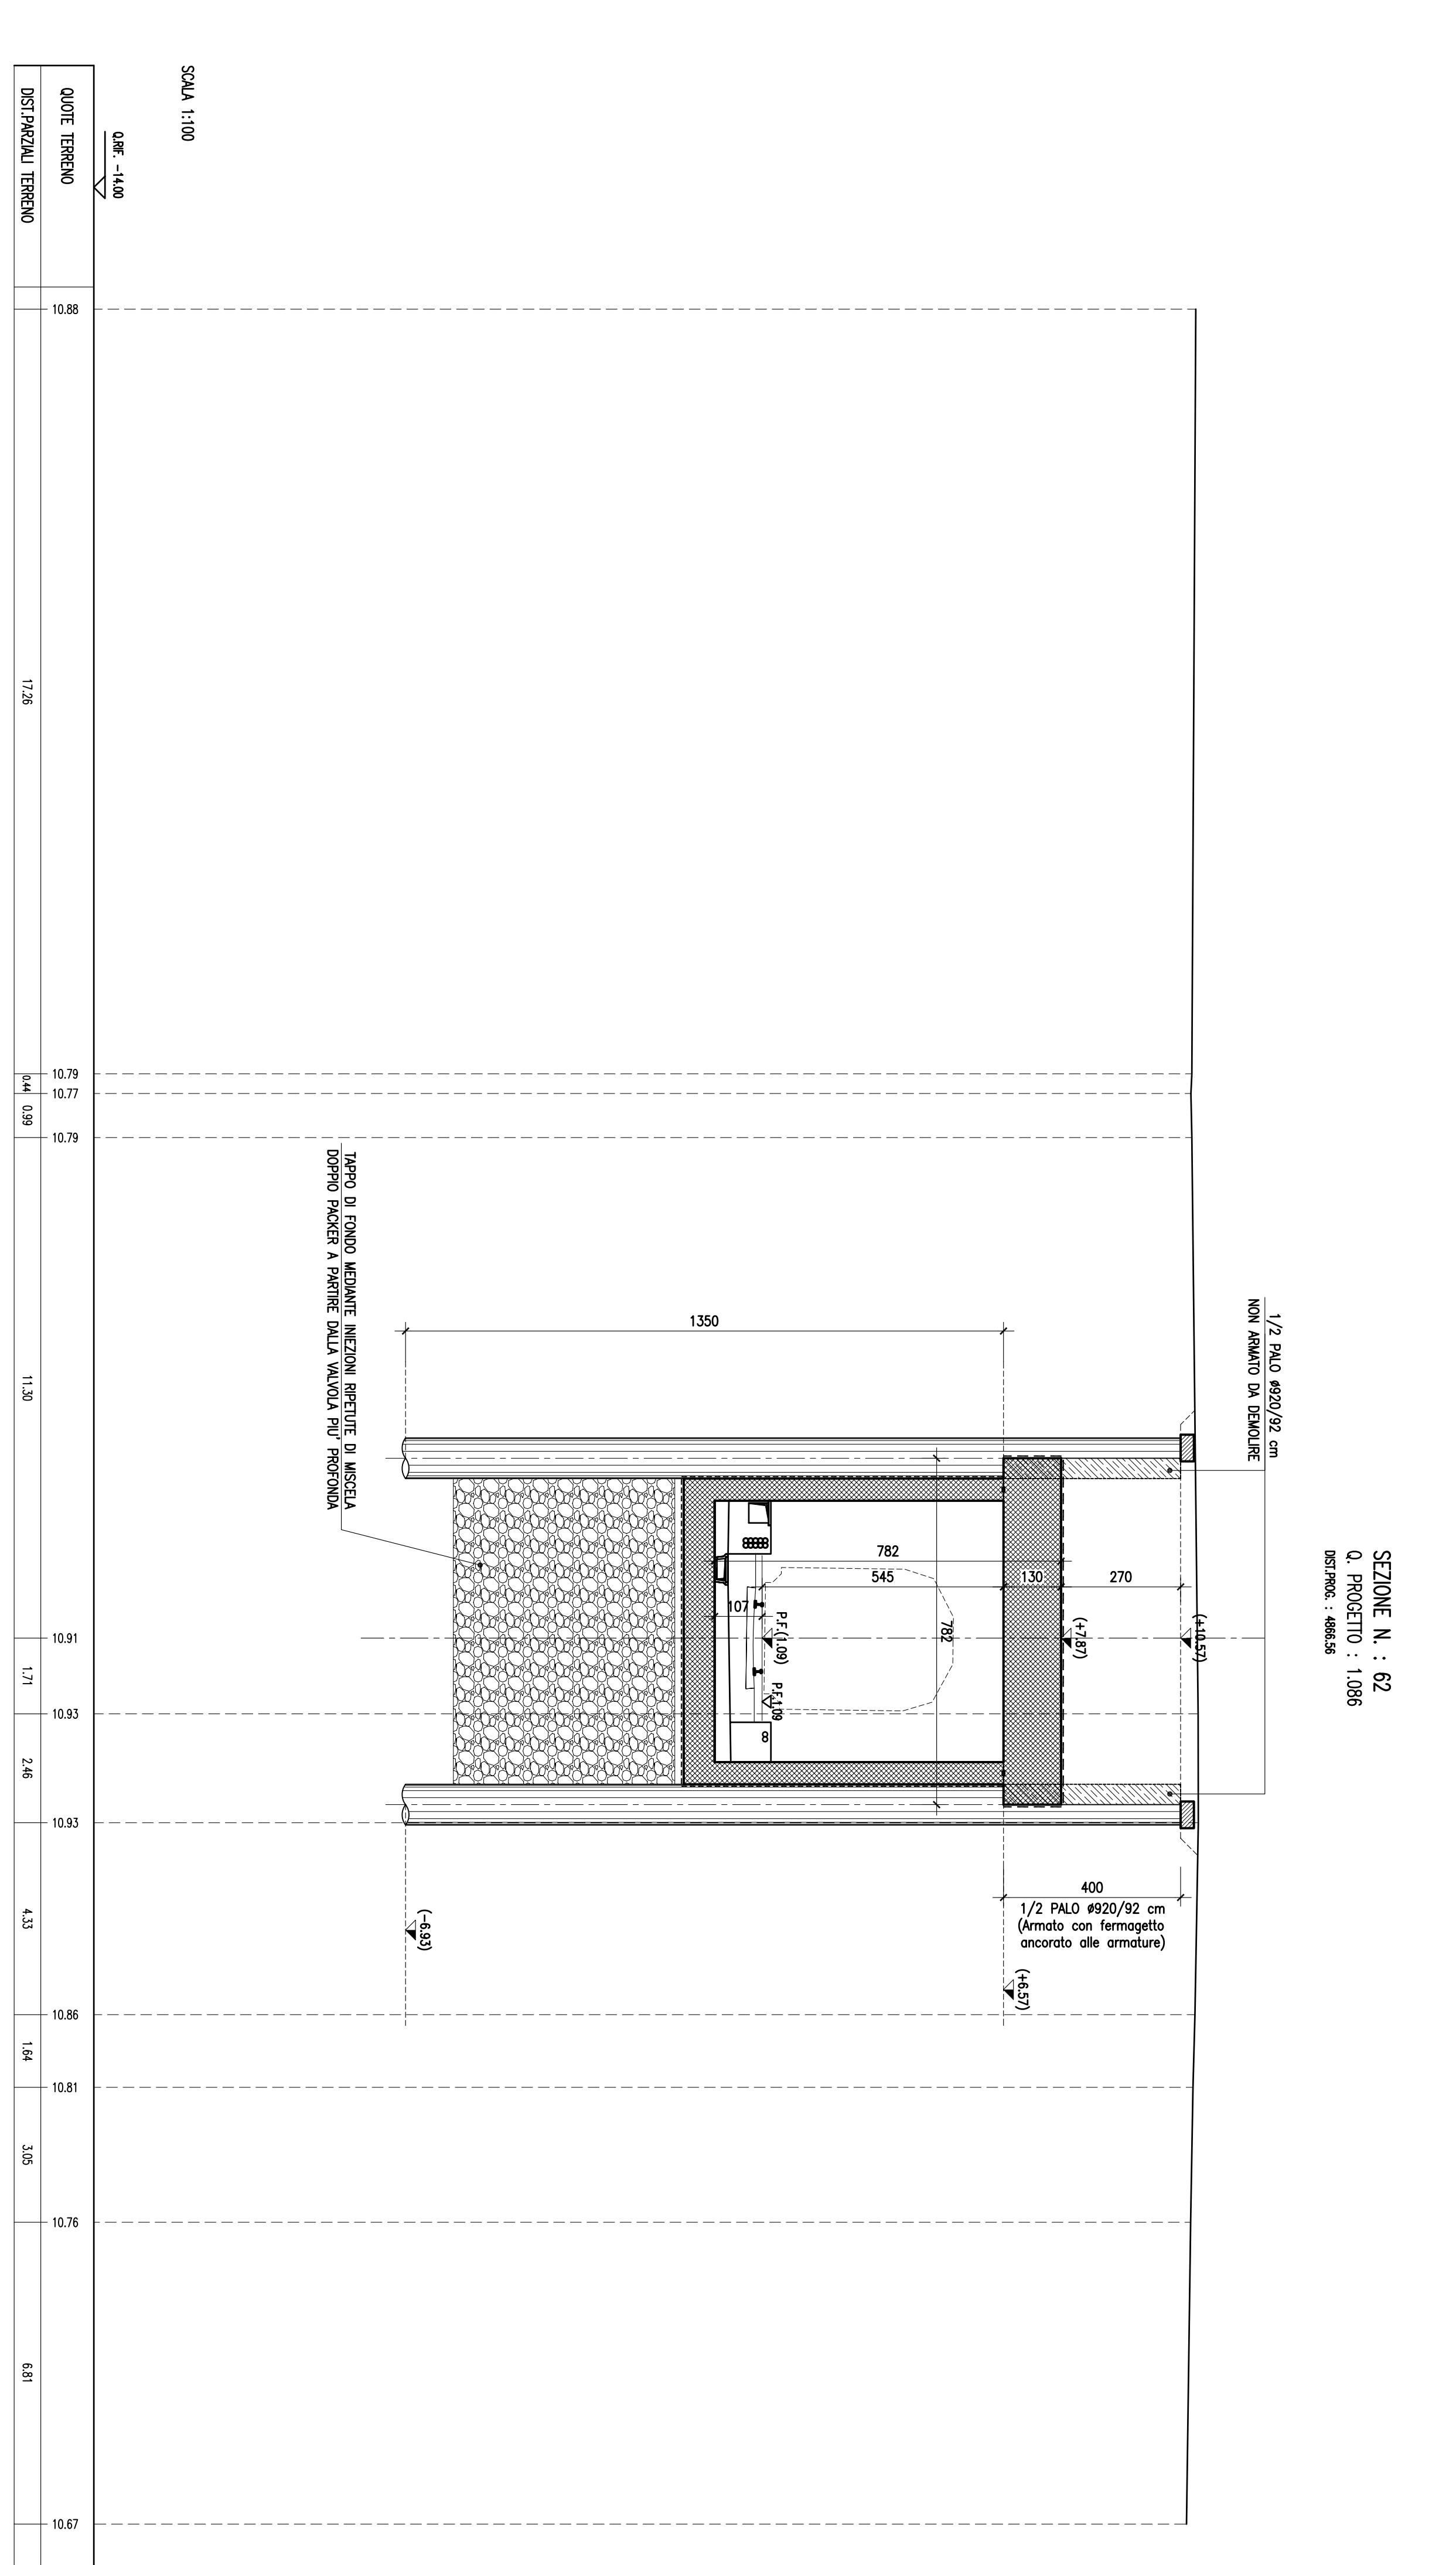 SEZIONE N. : 62
Q. PROGETTO : 1.086
DIST.PROG. : 4866.56
1/2 PALO ø920/92 cm
NON ARMATO DA DEMOLIRE
(+10.57)
270
(+7.87)
130
782
545
782
107
P.F.(1.09)
P.F.1.09
8
1350
400
1/2 PALO ø920/92 cm
(Armato con fermagetto
ancorato alle armature)
(+6.57)
(-6.93)
TAPPO DI FONDO MEDIANTE INIEZIONI RIPETUTE DI MISCELA
DOPPIO PACKER A PARTIRE DALLA VALVOLA PIU' PROFONDA
SCALA 1:100
Q.RIF. -14.00
QUOTE TERRENO 10.88 10.79 10.77 10.79 10.91 10.93 10.93 10.86 10.81 10.76 10.67
DIST.PARZIALI TERRENO 17.26 0.44 0.99 11.30 1.71 2.46 4.33 1.64 3.05 6.81